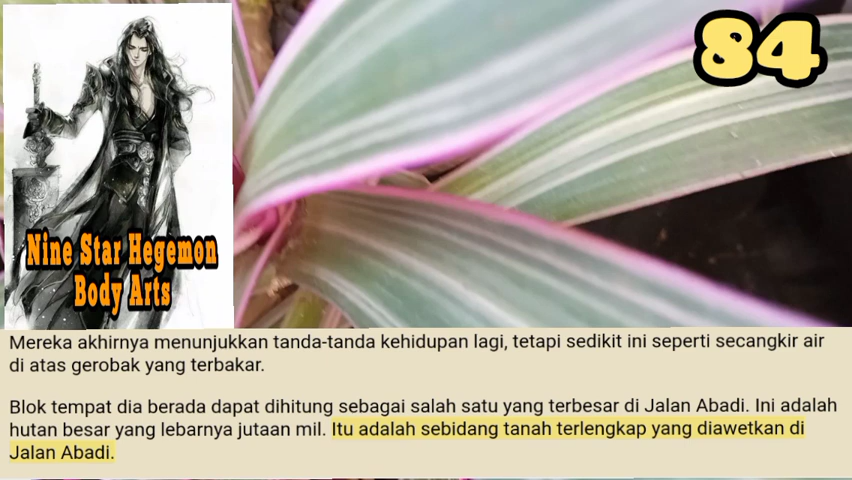 84
Nine Star Hegemon
Body Arts
Mereka akhirnya menunjukkan tanda-tanda kehidupan lagi, tetapi sedikit ini seperti secangkir air
di atas gerobak yang terbakar.
Blok tempat dia berada dapat dihitung sebagai salah satu yang terbesar di Jalan Abadi. Ini adalah
hutan besar yang lebarnya jutaan mil. Itu adalah sebidang tanah terlengkap yang diawetkan di
Jalan Abadi.